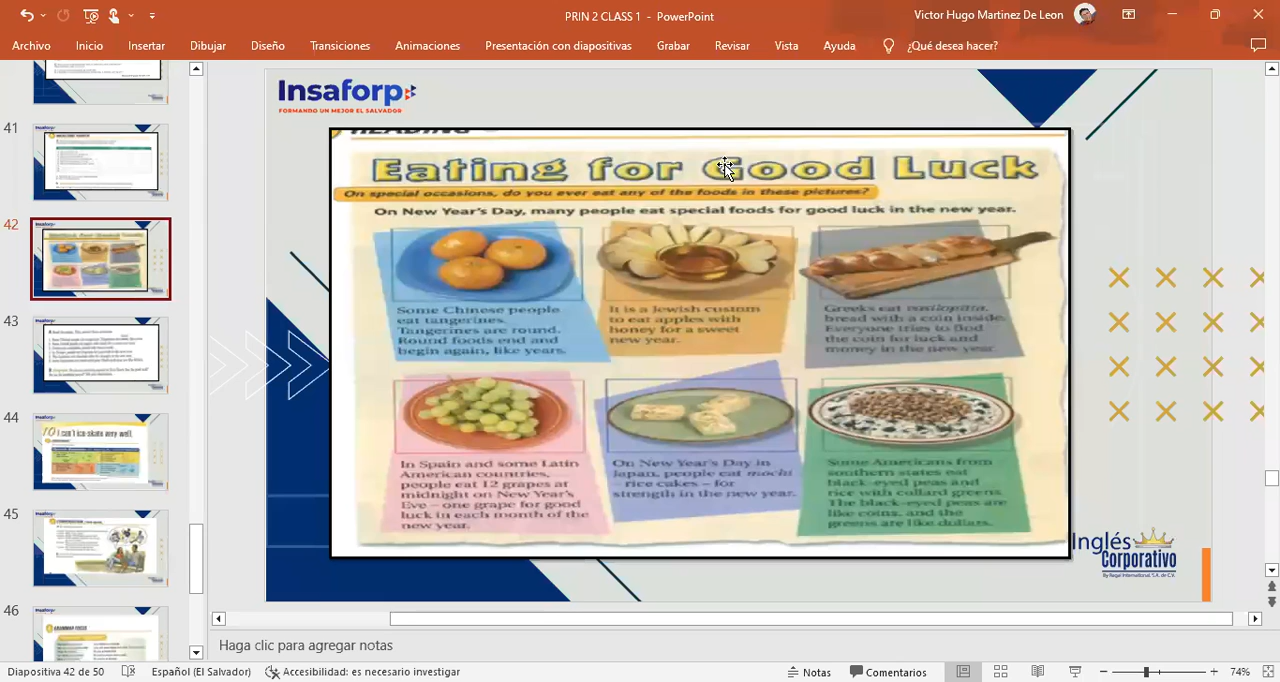 PRIN 2 CLASS 1 - PowerPoint
Victor Hugo Martinez De Leon
Archivo Inicio Insertar Dibujar Diseño Transiciones Animaciones Presentación con diapositivas Grabar Revisar Vista Ayuda ¿Qué desea hacer?
41
42
43
44
10 I can't ice-skate very well.
45
46
Insaforp
FORMANDO UN MEJOR EL SALVADOR
READING
Eating for Good Luck
On special occasions, do you ever eat any of the foods in these pictures?
On New Year's Day, many people eat special foods for good luck in the new year.
Some Chinese people
eat tangerines.
Tangerines are round.
Round foods end and
begin again, like years.
It is a Jewish custom
to eat apples with
honey for a sweet
new year.
Greeks eat vasilopitta,
bread with a coin inside.
Everyone tries to find
the coin for luck and
money in the new year.
In Spain and some Latin
American countries,
people eat 12 grapes at
midnight on New Year's
Eve – one grape for good
luck in each month of the
new year.
On New Year's Day in
Japan, people eat mochi
– rice cakes – for
strength in the new year.
Some Americans from
southern states eat
black-eyed peas and
rice with collard greens.
The black-eyed peas are
like coins, and the
greens are like dollars.
Inglés
Corporativo
By Regal International, S.A. de C.V.
Haga clic para agregar notas
Diapositiva 42 de 50 Español (El Salvador) Accesibilidad: es necesario investigar Notas Comentarios 74%